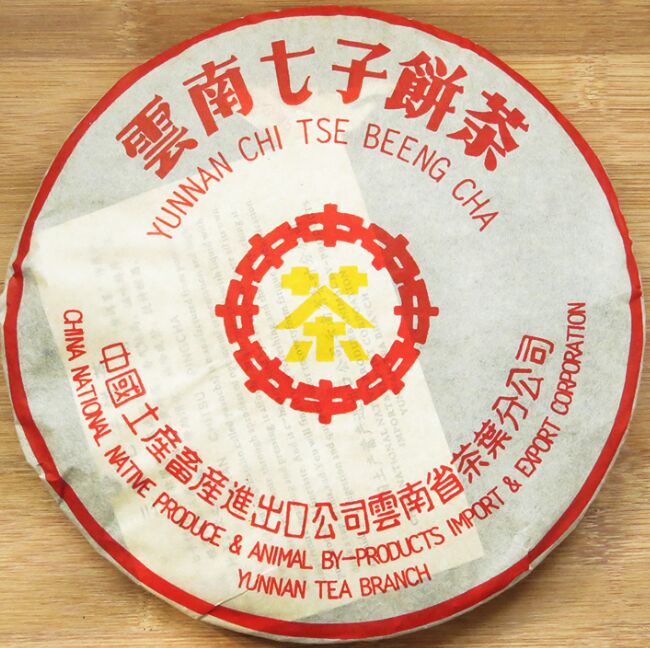 雲南七子餅茶
YUNNAN CHI TSE BEENG CHA
茶
中國土產畜產進出口公司雲南省茶葉分公司
CHINA NATIONAL NATIVE PRODUCE & ANIMAL BY-PRODUCTS IMPORT & EXPORT CORPORATION
YUNNAN TEA BRANCH